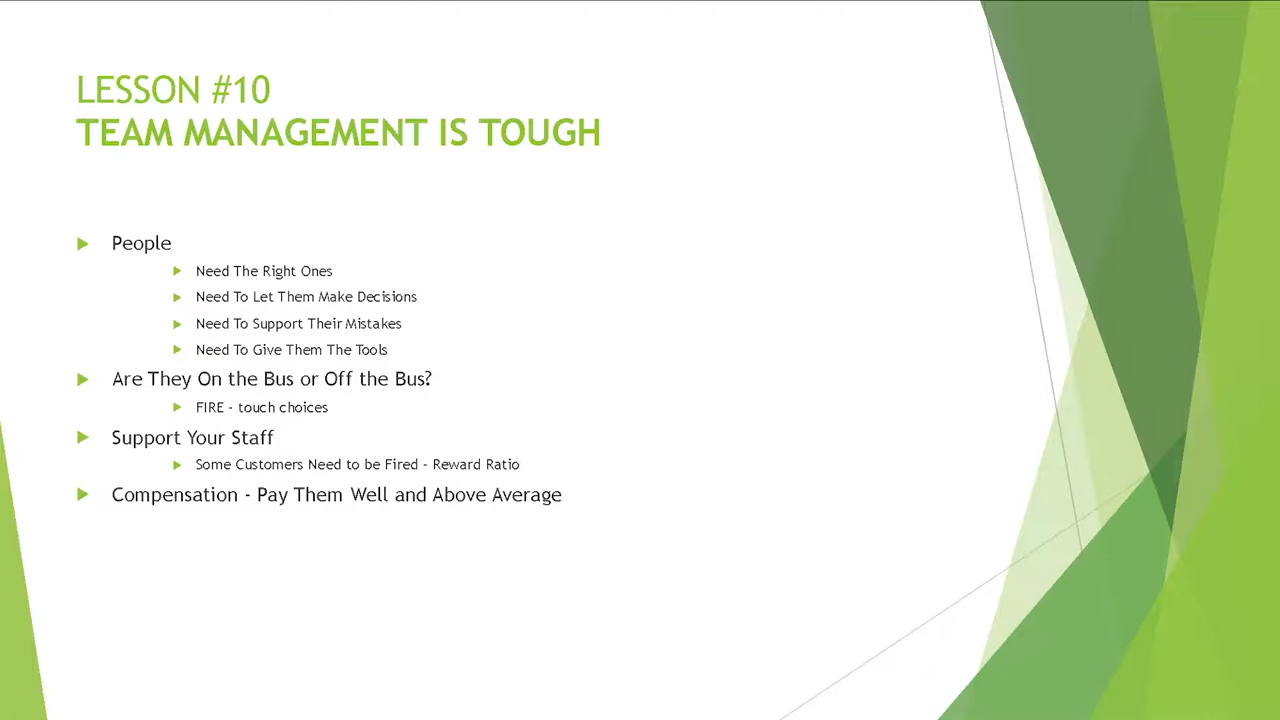 LESSON #10
TEAM MANAGEMENT IS TOUGH
People
Need The Right Ones
Need To Let Them Make Decisions
Need To Support Their Mistakes
Need To Give Them The Tools
Are They On the Bus or Off the Bus?
FIRE - touch choices
Support Your Staff
Some Customers Need to be Fired - Reward Ratio
Compensation - Pay Them Well and Above Average